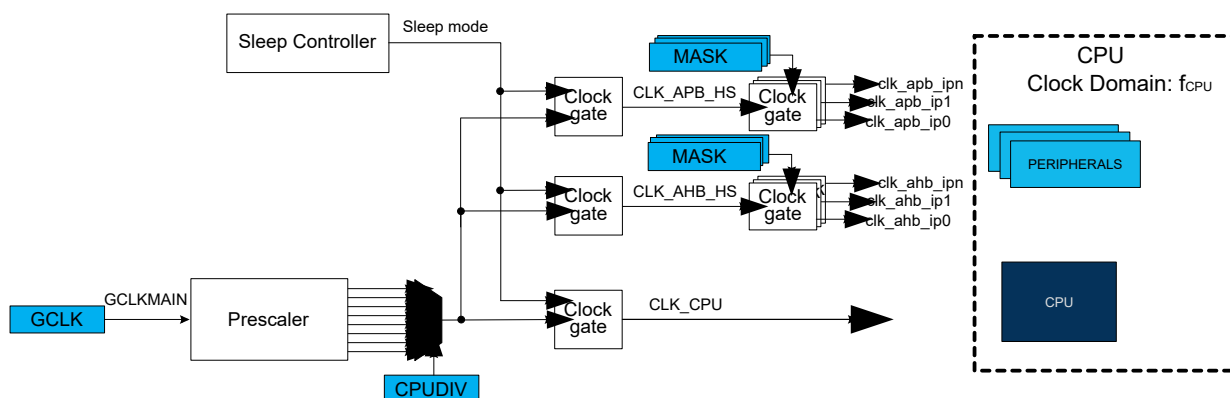 Sleep mode
Sleep Controller
MASK
CPU
Clock Domain: fCPU
Clock
gate
CLK_APB_HS
Clock
gate
clk_apb_ipn
clk_apb_ip1
clk_apb_ip0
MASK
PERIPHERALS
Clock
gate
CLK_AHB_HS
Clock
gate
clk_ahb_ipn
clk_ahb_ip1
clk_ahb_ip0
GCLK
GCLKMAIN
Prescaler
Clock
gate
CLK_CPU
CPU
CPUDIV